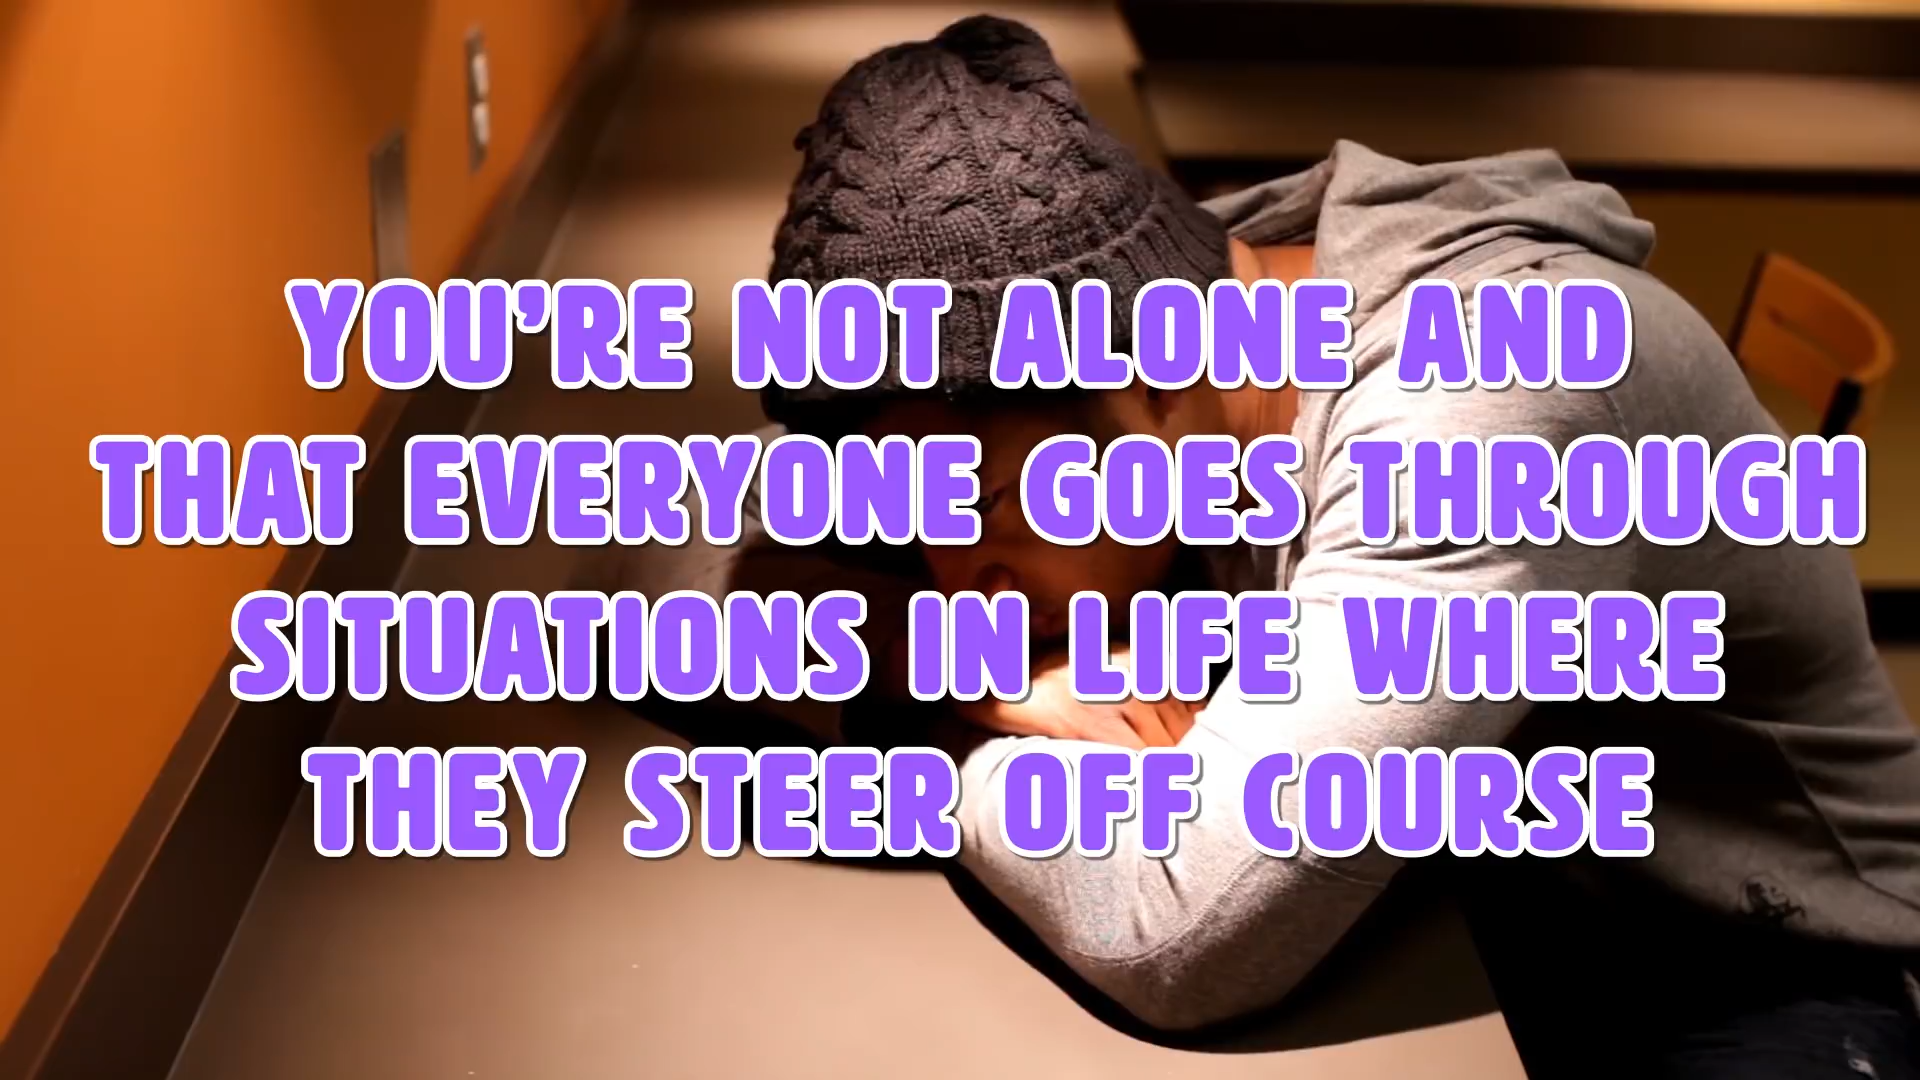 YOU'RE NOT ALONE AND
THAT EVERYONE GOES THROUGH
SITUATIONS IN LIFE WHERE
THEY STEER OFF COURSE